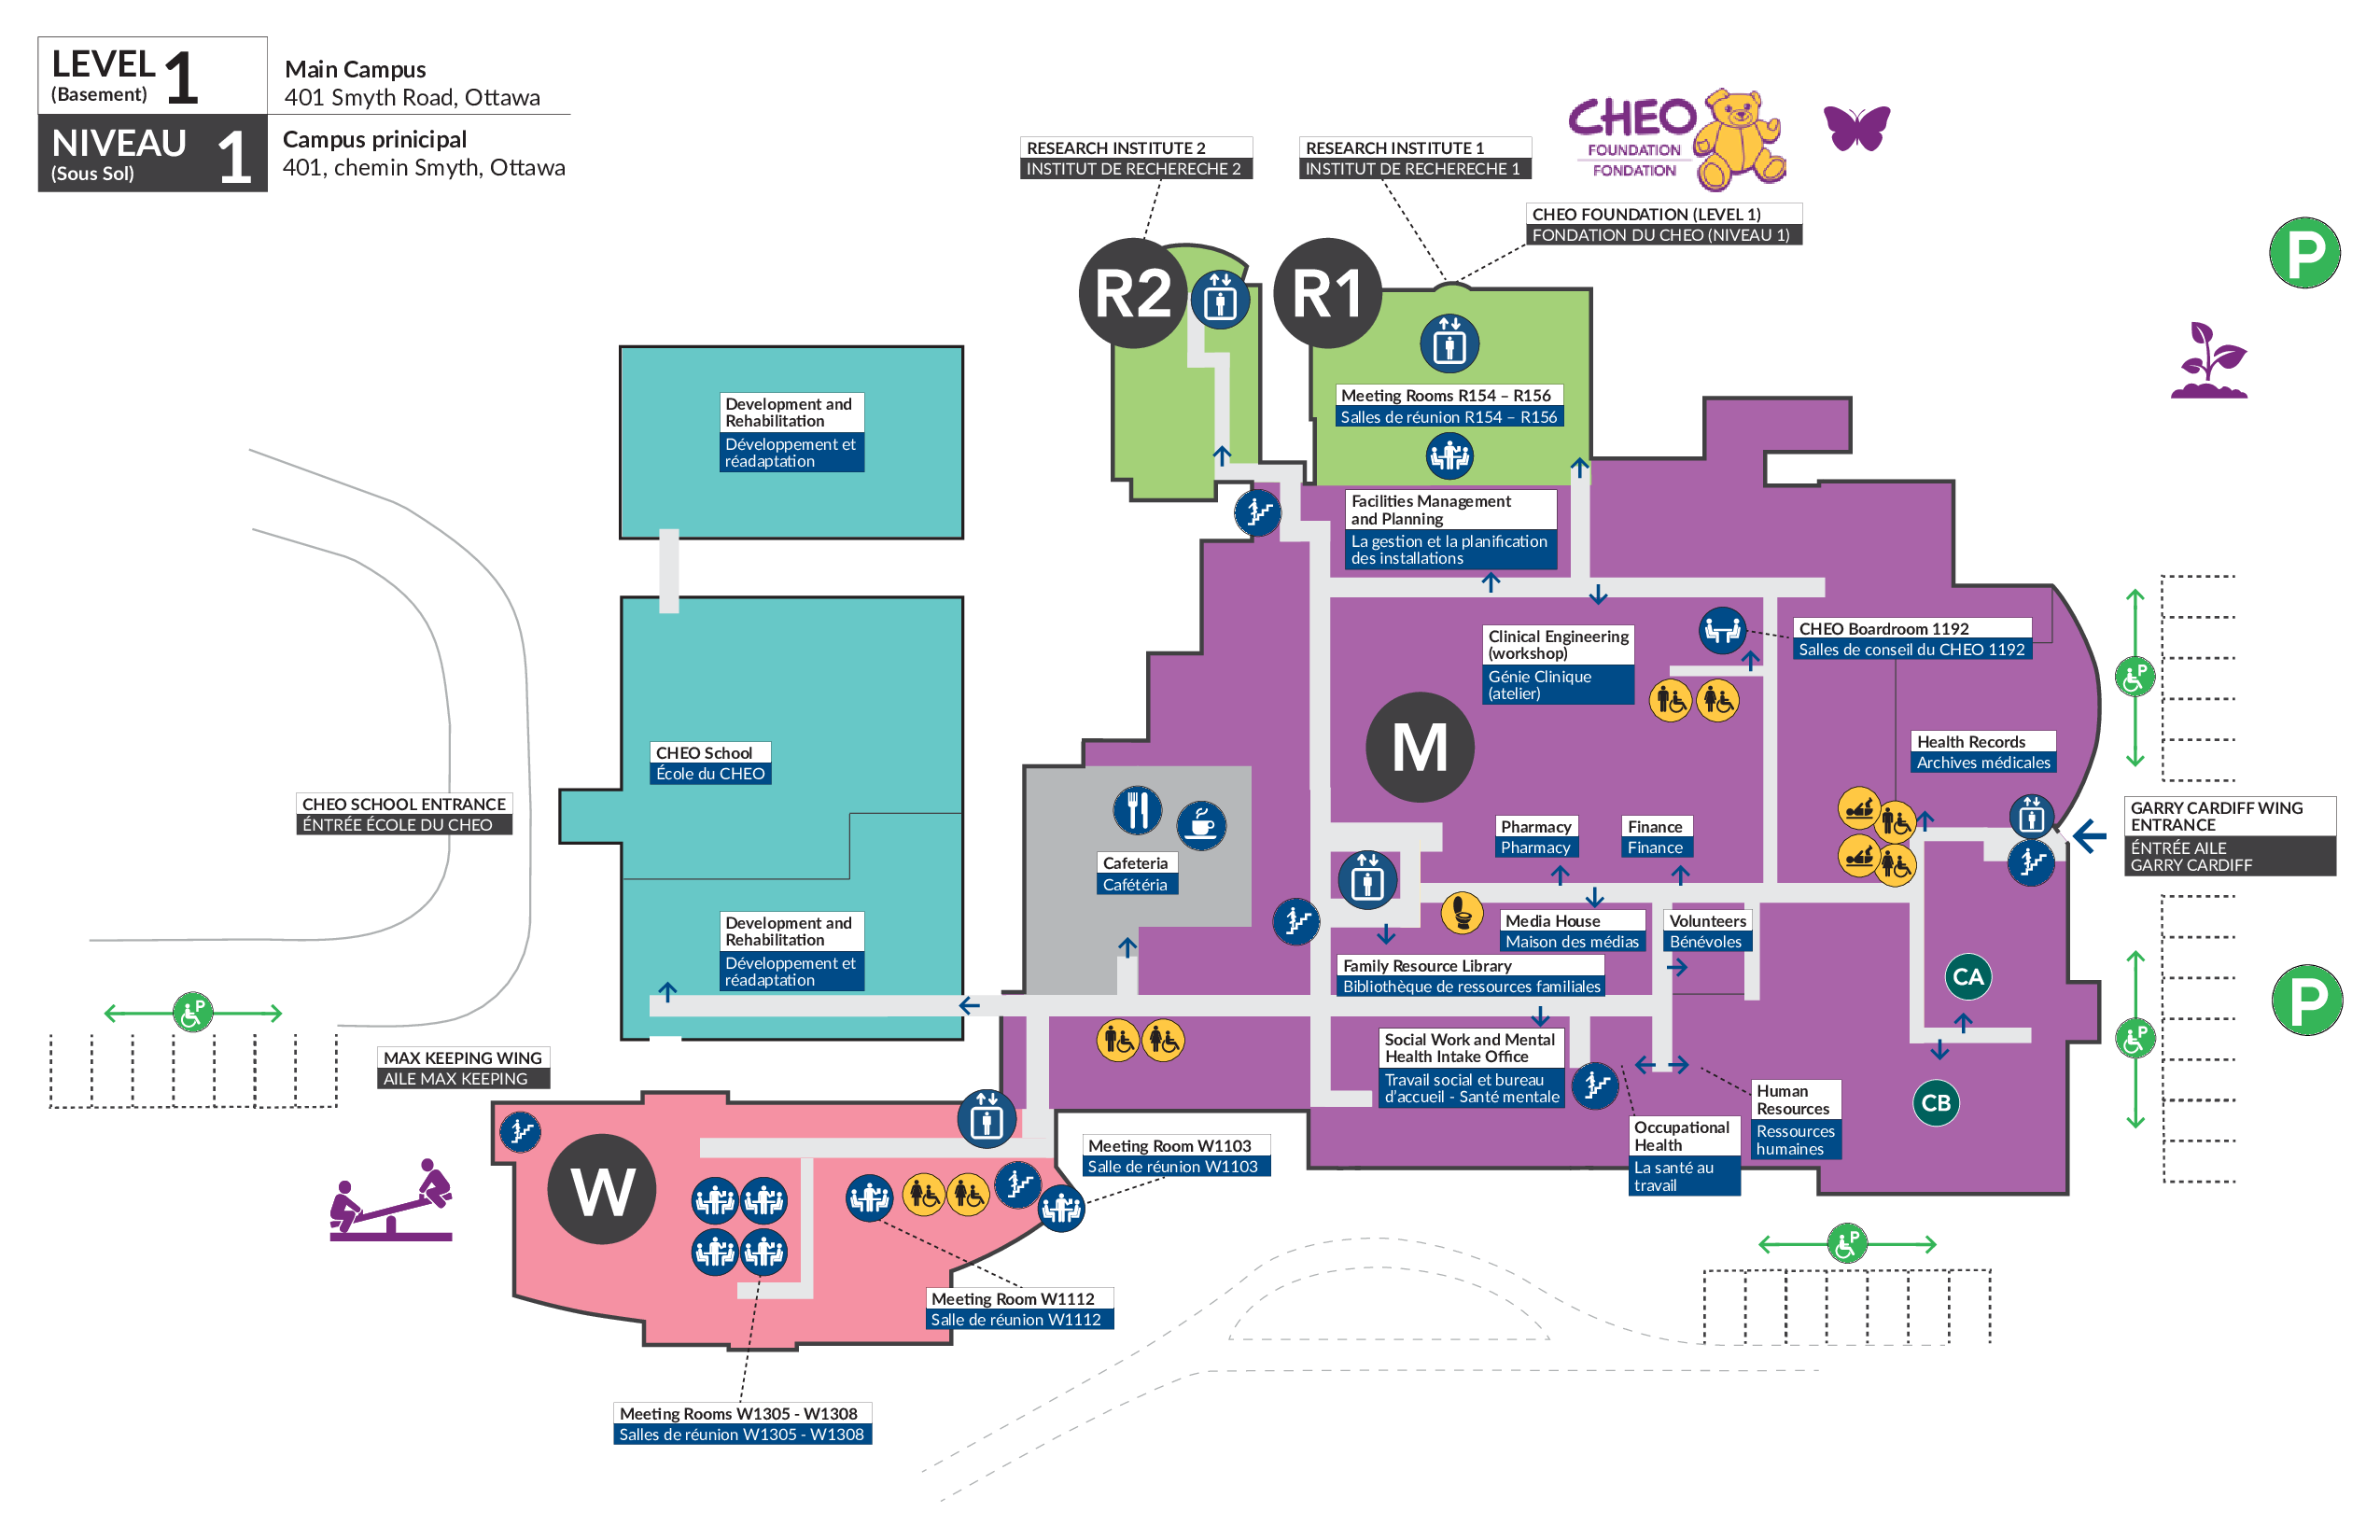 LEVEL 1
(Basement)
Main Campus
401 Smyth Road, Ottawa
NIVEAU 1
(Sous Sol)
Campus prinicipal
401, chemin Smyth, Ottawa
RESEARCH INSTITUTE 2
INSTITUT DE RECHERECHE 2
RESEARCH INSTITUTE 1
INSTITUT DE RECHERECHE 1
CHEO
FOUNDATION
FONDATION
CHEO FOUNDATION (LEVEL 1)
FONDATION DU CHEO (NIVEAU 1)
P
R2
R1
Meeting Rooms R154 – R156
Salles de réunion R154 – R156
Development and
Rehabilitation
Développement et
réadaptation
Facilities Management
and Planning
La gestion et la planification
des installations
Clinical Engineering
(workshop)
Génie Clinique
(atelier)
CHEO Boardroom 1192
Salles de conseil du CHEO 1192
P
M
Health Records
Archives médicales
CHEO School
École du CHEO
CHEO SCHOOL ENTRANCE
ÉNTRÉE ÉCOLE DU CHEO
GARRY CARDIFF WING
ENTRANCE
ÉNTRÉE AILE
GARRY CARDIFF
Pharmacy
Pharmacy
Finance
Finance
Cafeteria
Cafétéria
Development and
Rehabilitation
Développement et
réadaptation
Media House
Maison des médias
Volunteers
Bénévoles
Family Resource Library
Bibliothèque de ressources familiales
CA
P
P
P
Social Work and Mental
Health Intake Office
Travail social et bureau
d'accueil - Santé mentale
MAX KEEPING WING
AILE MAX KEEPING
Human
Resources
Ressources
humaines
CB
Occupational
Health
La santé au
travail
Meeting Room W1103
Salle de réunion W1103
W
P
Meeting Room W1112
Salle de réunion W1112
Meeting Rooms W1305 - W1308
Salles de réunion W1305 - W1308